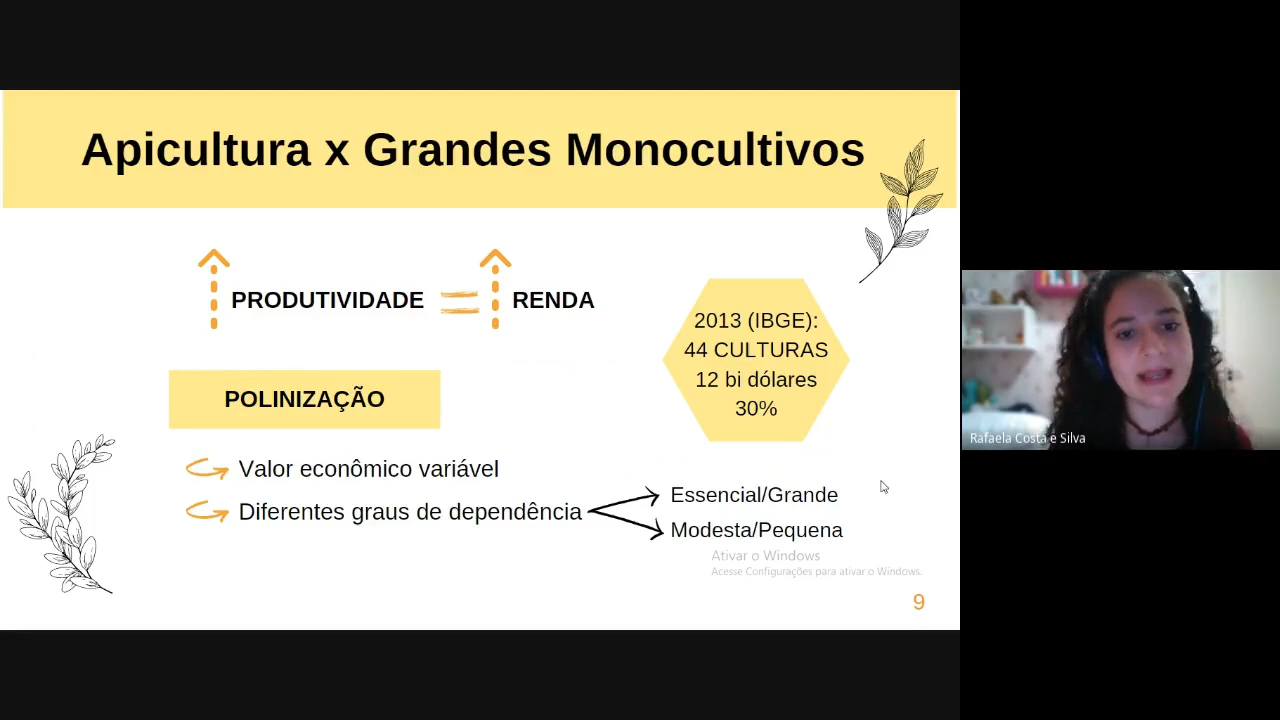 Apicultura x Grandes Monocultivos
PRODUTIVIDADE
RENDA
2013 (IBGE):
44 CULTURAS
12 bi dólares
30%
POLINIZAÇÃO
Valor econômico variável
Diferentes graus de dependência
Essencial/Grande
Modesta/Pequena
Ativar o Windows
Acesse Configurações para ativar o Windows.
9
Rafaela Costa e Silva